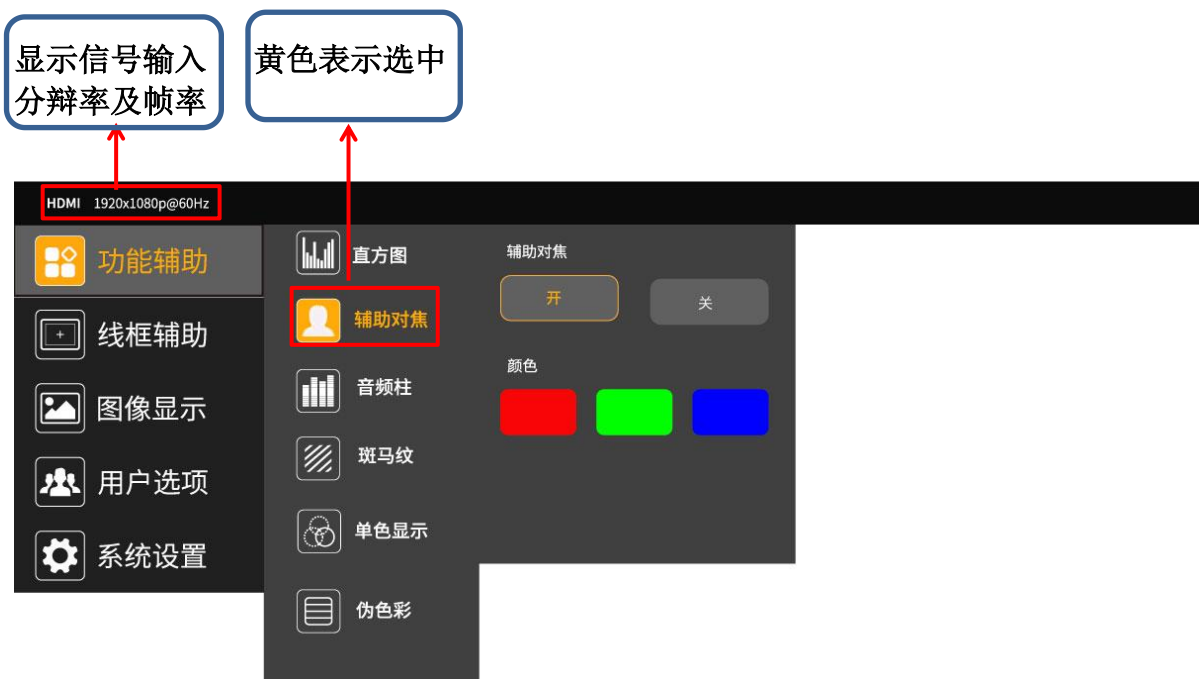 显示信号输入
分辩率及帧率
黄色表示选中
HDMI 1920x1080p@60Hz
功能辅助
线框辅助
图像显示
用户选项
系统设置
直方图
辅助对焦
音频柱
斑马纹
单色显示
伪色彩
辅助对焦
开 关
颜色